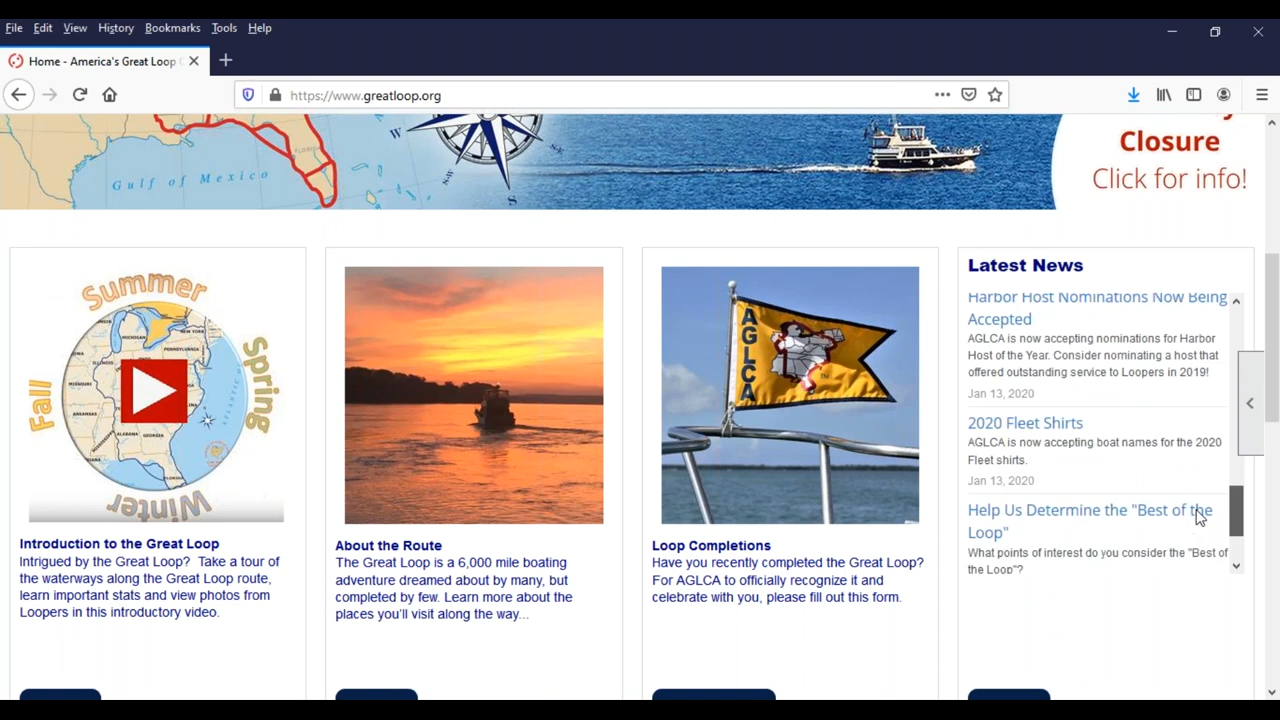 File Edit View History Bookmarks Tools Help
Home - America's Great Loop
https://www.greatloop.org
Gulf of Mexico
FLORIDA
W
S-W
S
S-E
Closure
Click for info!
Summer
Fall
Spring
Winter
AGLCA
Introduction to the Great Loop
Intrigued by the Great Loop? Take a tour of
the waterways along the Great Loop route,
learn important stats and view photos from
Loopers in this introductory video.
About the Route
The Great Loop is a 6,000 mile boating
adventure dreamed about by many, but
completed by few. Learn more about the
places you'll visit along the way...
Loop Completions
Have you recently completed the Great Loop?
For AGLCA to officially recognize it and
celebrate with you, please fill out this form.
Latest News
Harbor Host Nominations Now Being
Accepted
AGLCA is now accepting nominations for Harbor
Host of the Year. Consider nominating a host that
offered outstanding service to Loopers in 2019!
Jan 13, 2020
2020 Fleet Shirts
AGLCA is now accepting boat names for the 2020
Fleet shirts.
Jan 13, 2020
Help Us Determine the "Best of the
Loop"
What points of interest do you consider the "Best of
the Loop"?